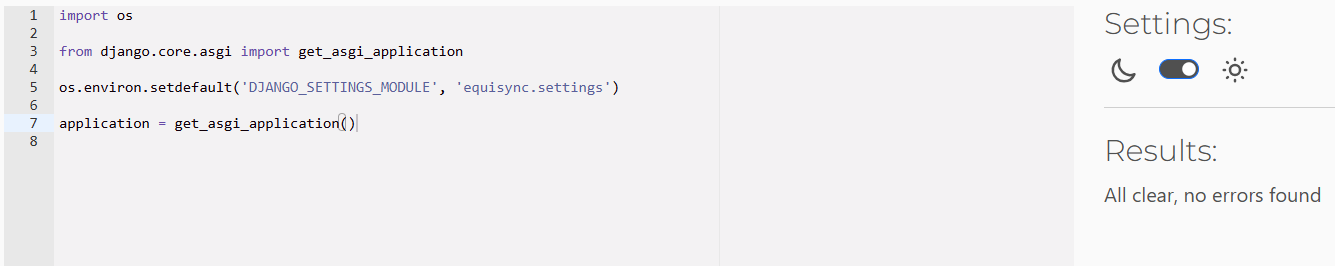 1 import os
2
3 from django.core.asgi import get_asgi_application
4
5 os.environ.setdefault('DJANGO_SETTINGS_MODULE', 'equisync.settings')
6
7 application = get_asgi_application()
8
Settings:
Results:
All clear, no errors found